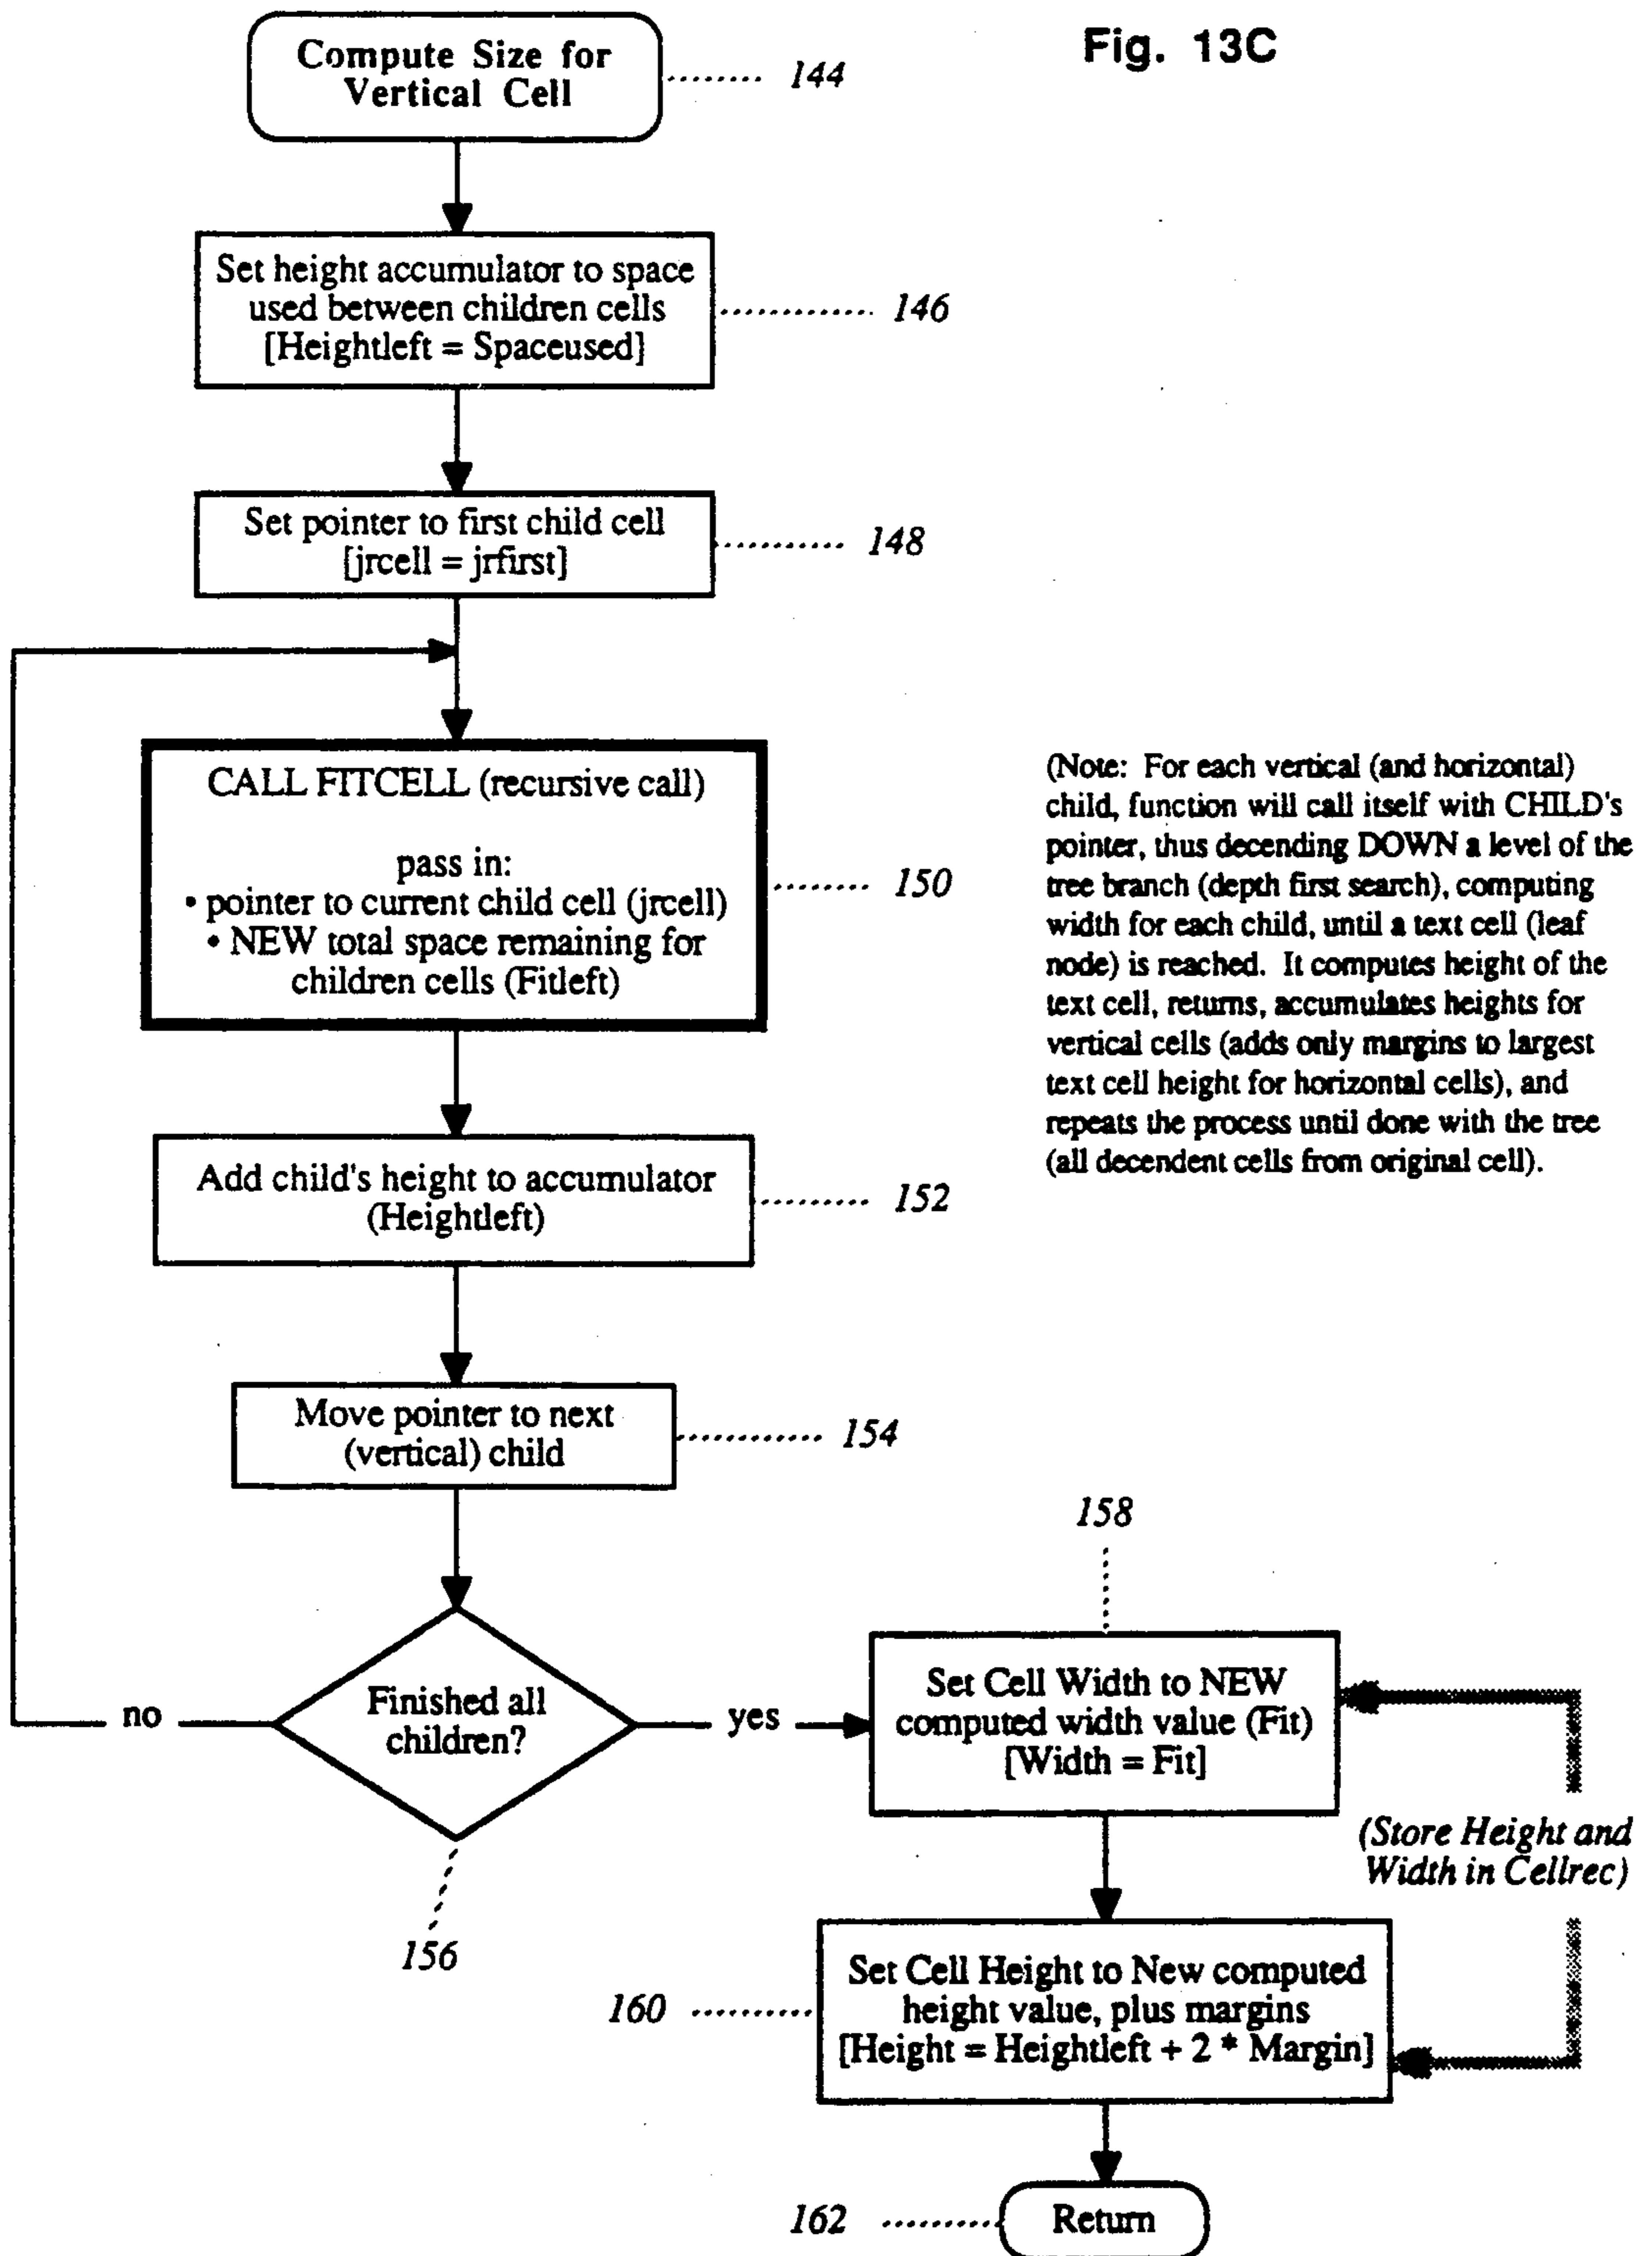 Fig. 13C
Compute Size for
Vertical Cell
144
Set height accumulator to space
used between children cells
[Heightleft = Spaceused]
146
Set pointer to first child cell
[jrcell = jrfirst]
148
CALL FITCELL (recursive call)
pass in:
• pointer to current child cell (jrcell)
• NEW total space remaining for
children cells (Fitleft)
150
(Note: For each vertical (and horizontal)
child, function will call itself with CHILD's
pointer, thus decending DOWN a level of the
tree branch (depth first search), computing
width for each child, until a text cell (leaf
node) is reached. It computes height of the
text cell, returns, accumulates heights for
vertical cells (adds only margins to largest
text cell height for horizontal cells), and
repeats the process until done with the tree
(all decendent cells from original cell).
Add child's height to accumulator
(Heightleft)
152
Move pointer to next
(vertical) child
154
Finished all
children?
156
no
yes
158
Set Cell Width to NEW
computed width value (Fit)
[Width = Fit]
(Store Height and
Width in Cellrec)
160
Set Cell Height to New computed
height value, plus margins
[Height = Heightleft + 2 * Margin]
162
Return